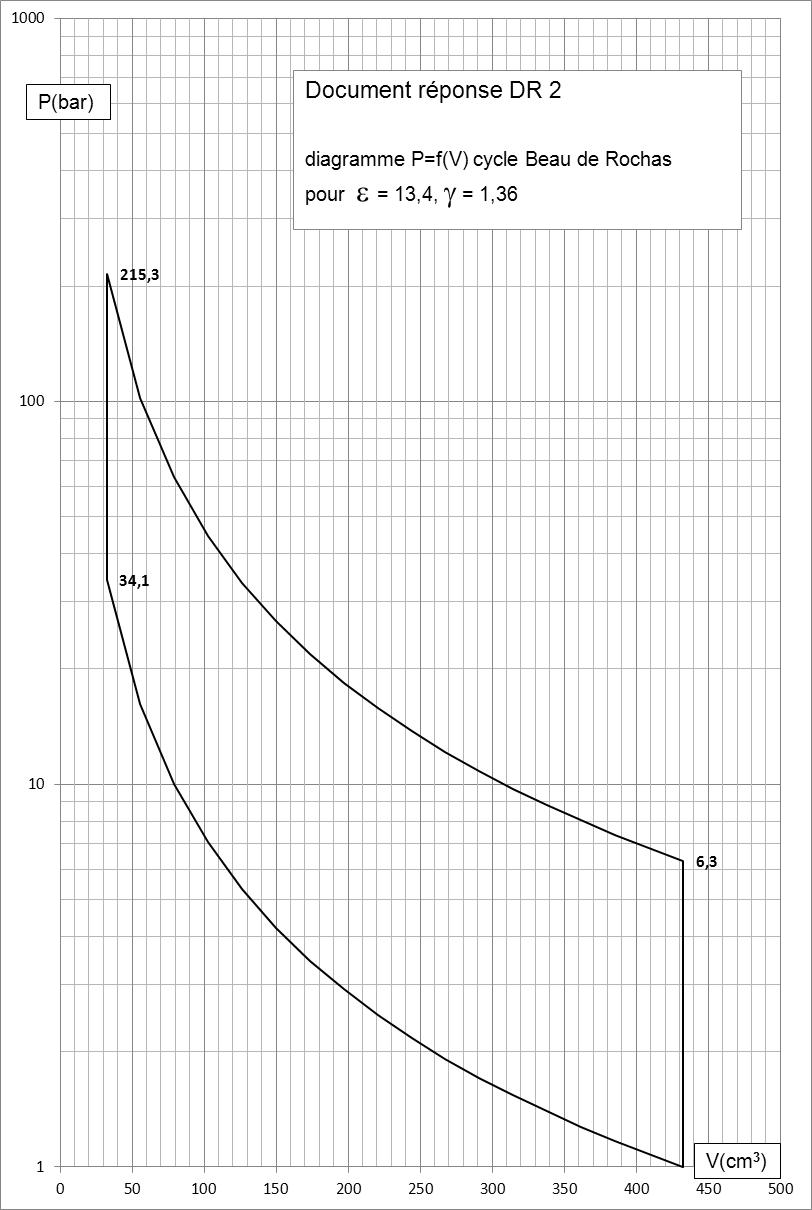 1000
P(bar)
Document réponse DR 2
diagramme P=f(V) cycle Beau de Rochas
pour ε = 13,4, γ = 1,36
215,3
100
34,1
10
6,3
1
V(cm³)
0 50 100 150 200 250 300 350 400 450 500